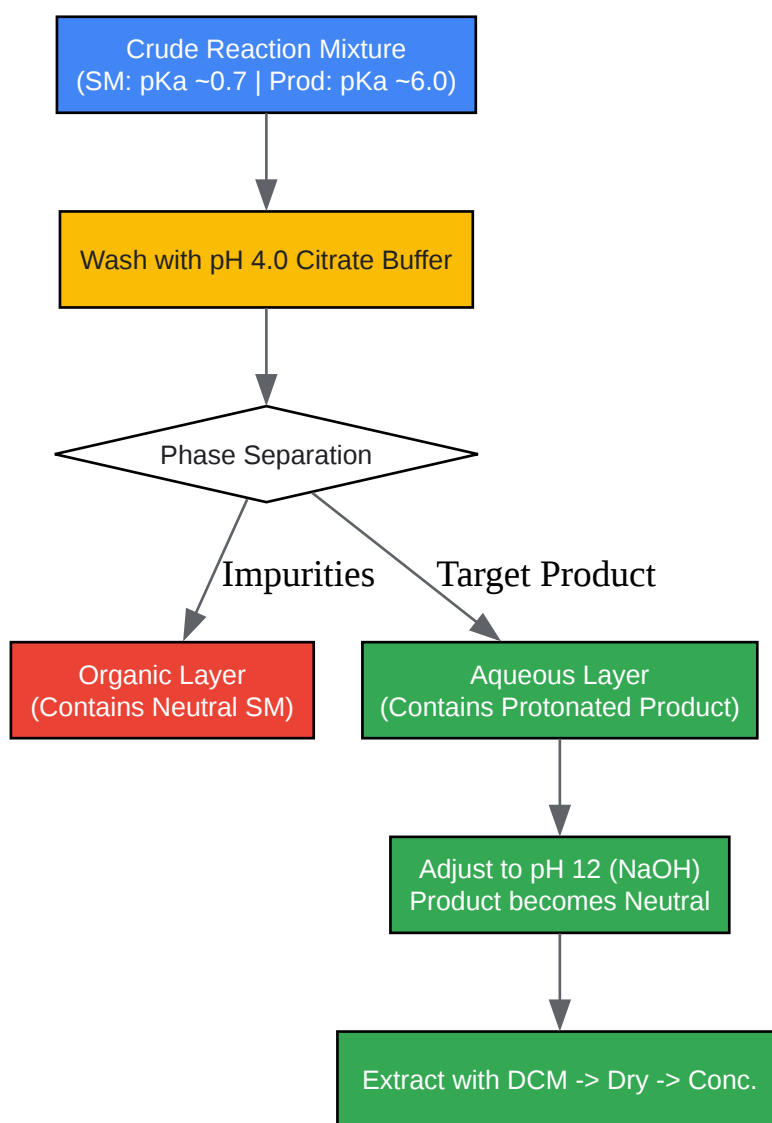 Crude Reaction Mixture
(SM: pKa ~0.7 | Prod: pKa ~6.0)
Wash with pH 4.0 Citrate Buffer
Phase Separation
Impurities
Target Product
Organic Layer
(Contains Neutral SM)
Aqueous Layer
(Contains Protonated Product)
Adjust to pH 12 (NaOH)
Product becomes Neutral
Extract with DCM -> Dry -> Conc.